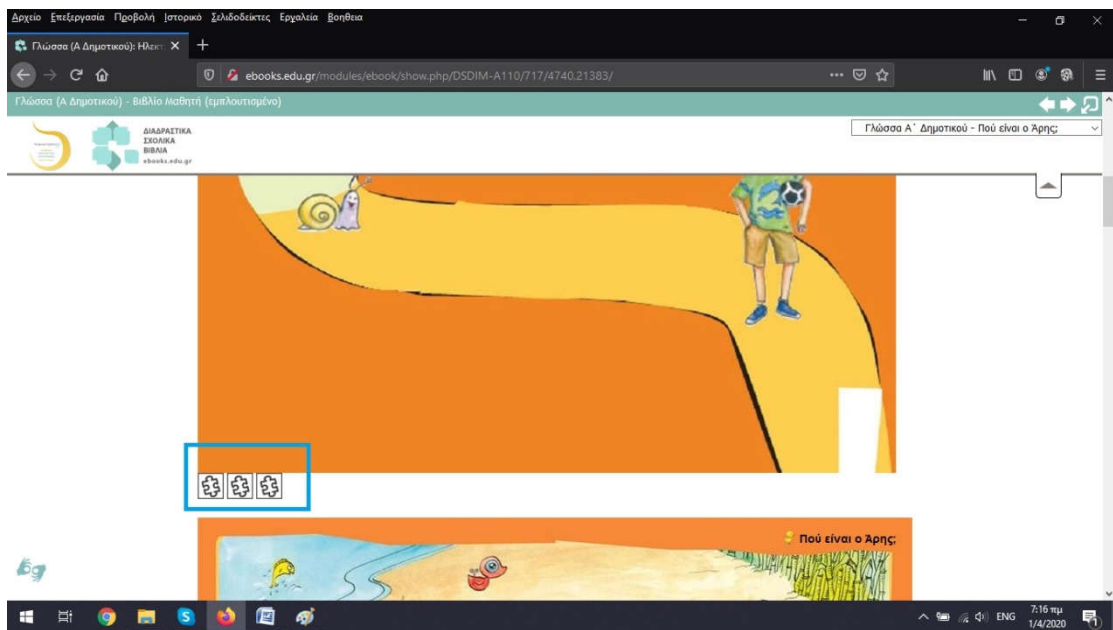 Αρχείο Επεξεργασία Προβολή Ιστορικό Σελιδοδείκτες Εργαλεία Βοήθεια
Γλώσσα (Α Δημοτικού): Ηλεκτ
ebooks.edu.gr/modules/ebook/show.php/DSDIM-A110/717/4740.21383/
Γλώσσα (Α Δημοτικού) - Βιβλίο Μαθητή (εμπλουτισμένο)
ΔΙΑΔΡΑΣΤΙΚΑ
ΣΧΟΛΙΚΑ
ΒΙΒΛΙΑ
ebooks.edu.gr
Γλώσσα Α΄ Δημοτικού - Πού είναι ο Άρης;
Πού είναι ο Άρης;
ENG
7:16 πμ
1/4/2020